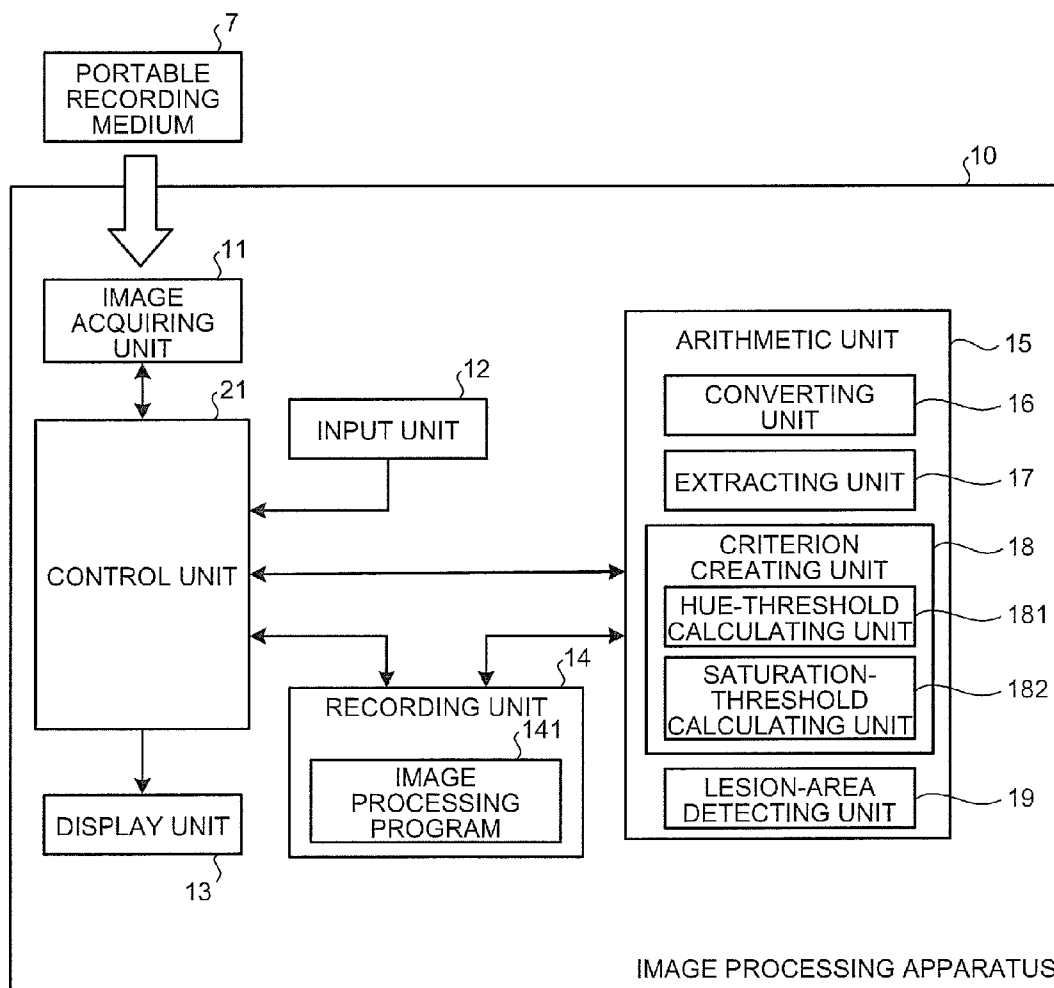 7
PORTABLE
RECORDING
MEDIUM
10
11
IMAGE
ACQUIRING
UNIT
21
CONTROL UNIT
12
INPUT UNIT
ARITHMETIC UNIT
15
CONVERTING
UNIT
16
EXTRACTING UNIT
17
CRITERION
CREATING UNIT
18
HUE-THRESHOLD
CALCULATING UNIT
181
SATURATION-
THRESHOLD
CALCULATING UNIT
182
LESION-AREA
DETECTING UNIT
19
14
RECORDING UNIT
141
IMAGE
PROCESSING
PROGRAM
DISPLAY UNIT
13
IMAGE PROCESSING APPARATUS